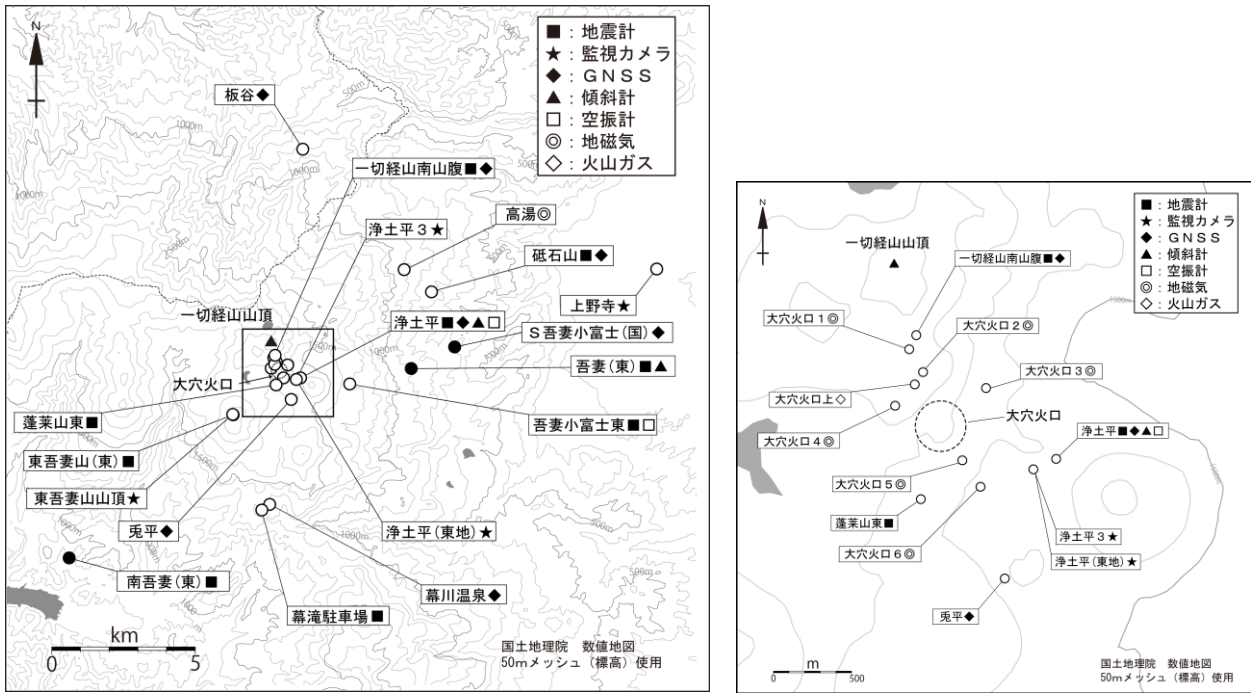 N
■：地震計
★：監視カメラ
◆：ＧＮＳＳ
▲：傾斜計
□：空振計
◎：地磁気
◇：火山ガス
板谷◆
500m
1000m
一切経山南山腹■◆
高湯◎
浄土平３★
砥石山■◆
上野寺★
一切経山山頂
浄土平■◆▲□
Ｓ吾妻小富士(国)◆
大穴火口
吾妻(東)■▲
蓬莱山東■
吾妻小富士東■□
東吾妻山(東)■
東吾妻山山頂★
兎平◆
浄土平(東地)★
南吾妻(東)■
幕川温泉◆
幕滝駐車場■
km
0 5
国土地理院　数値地図
50mメッシュ（標高）使用
N
■：地震計
★：監視カメラ
◆：ＧＮＳＳ
▲：傾斜計
□：空振計
◎：地磁気
◇：火山ガス
一切経山山頂
一切経山南山腹■◆
大穴火口１◎
大穴火口２◎
大穴火口３◎
大穴火口上◇
大穴火口
大穴火口４◎
浄土平■◆▲□
大穴火口５◎
蓬莱山東■
浄土平３★
大穴火口６◎
浄土平(東地)★
兎平◆
m
0 500
国土地理院　数値地図
50mメッシュ（標高）使用